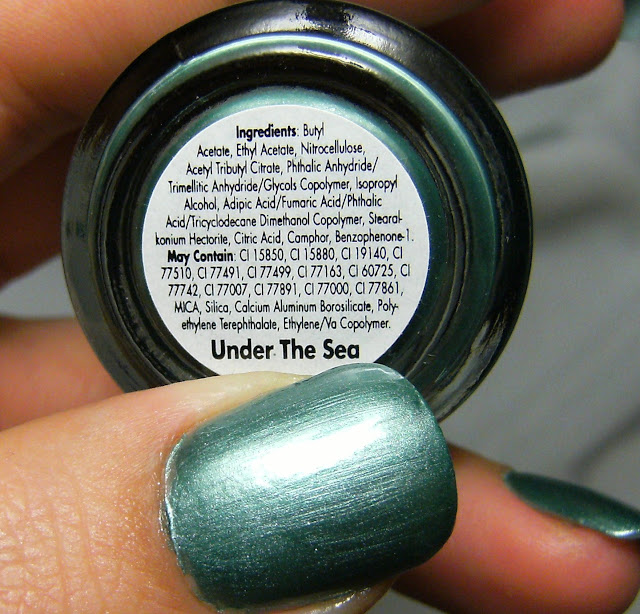 Ingredients: Butyl
Acetate, Ethyl Acetate, Nitrocellulose,
Acetyl Tributyl Citrate, Phthalic Anhydride/
Trimellitic Anhydride/Glycols Copolymer, Isopropyl
Alcohol, Adipic Acid/Fumaric Acid/Phthalic
Acid/Tricyclodecane Dimethanol Copolymer, Stearal-
konium Hectorite, Citric Acid, Camphor, Benzophenone-1.
May Contain: CI 15850, CI 15880, CI 19140, CI
77510, CI 77491, CI 77499, CI 77163, CI 60725, CI
77742, CI 77007, CI 77891, CI 77000, CI 77861,
MICA, Silica, Calcium Aluminum Borosilicate, Poly-
ethylene Terephthalate, Ethylene/Va Copolymer.
Under The Sea